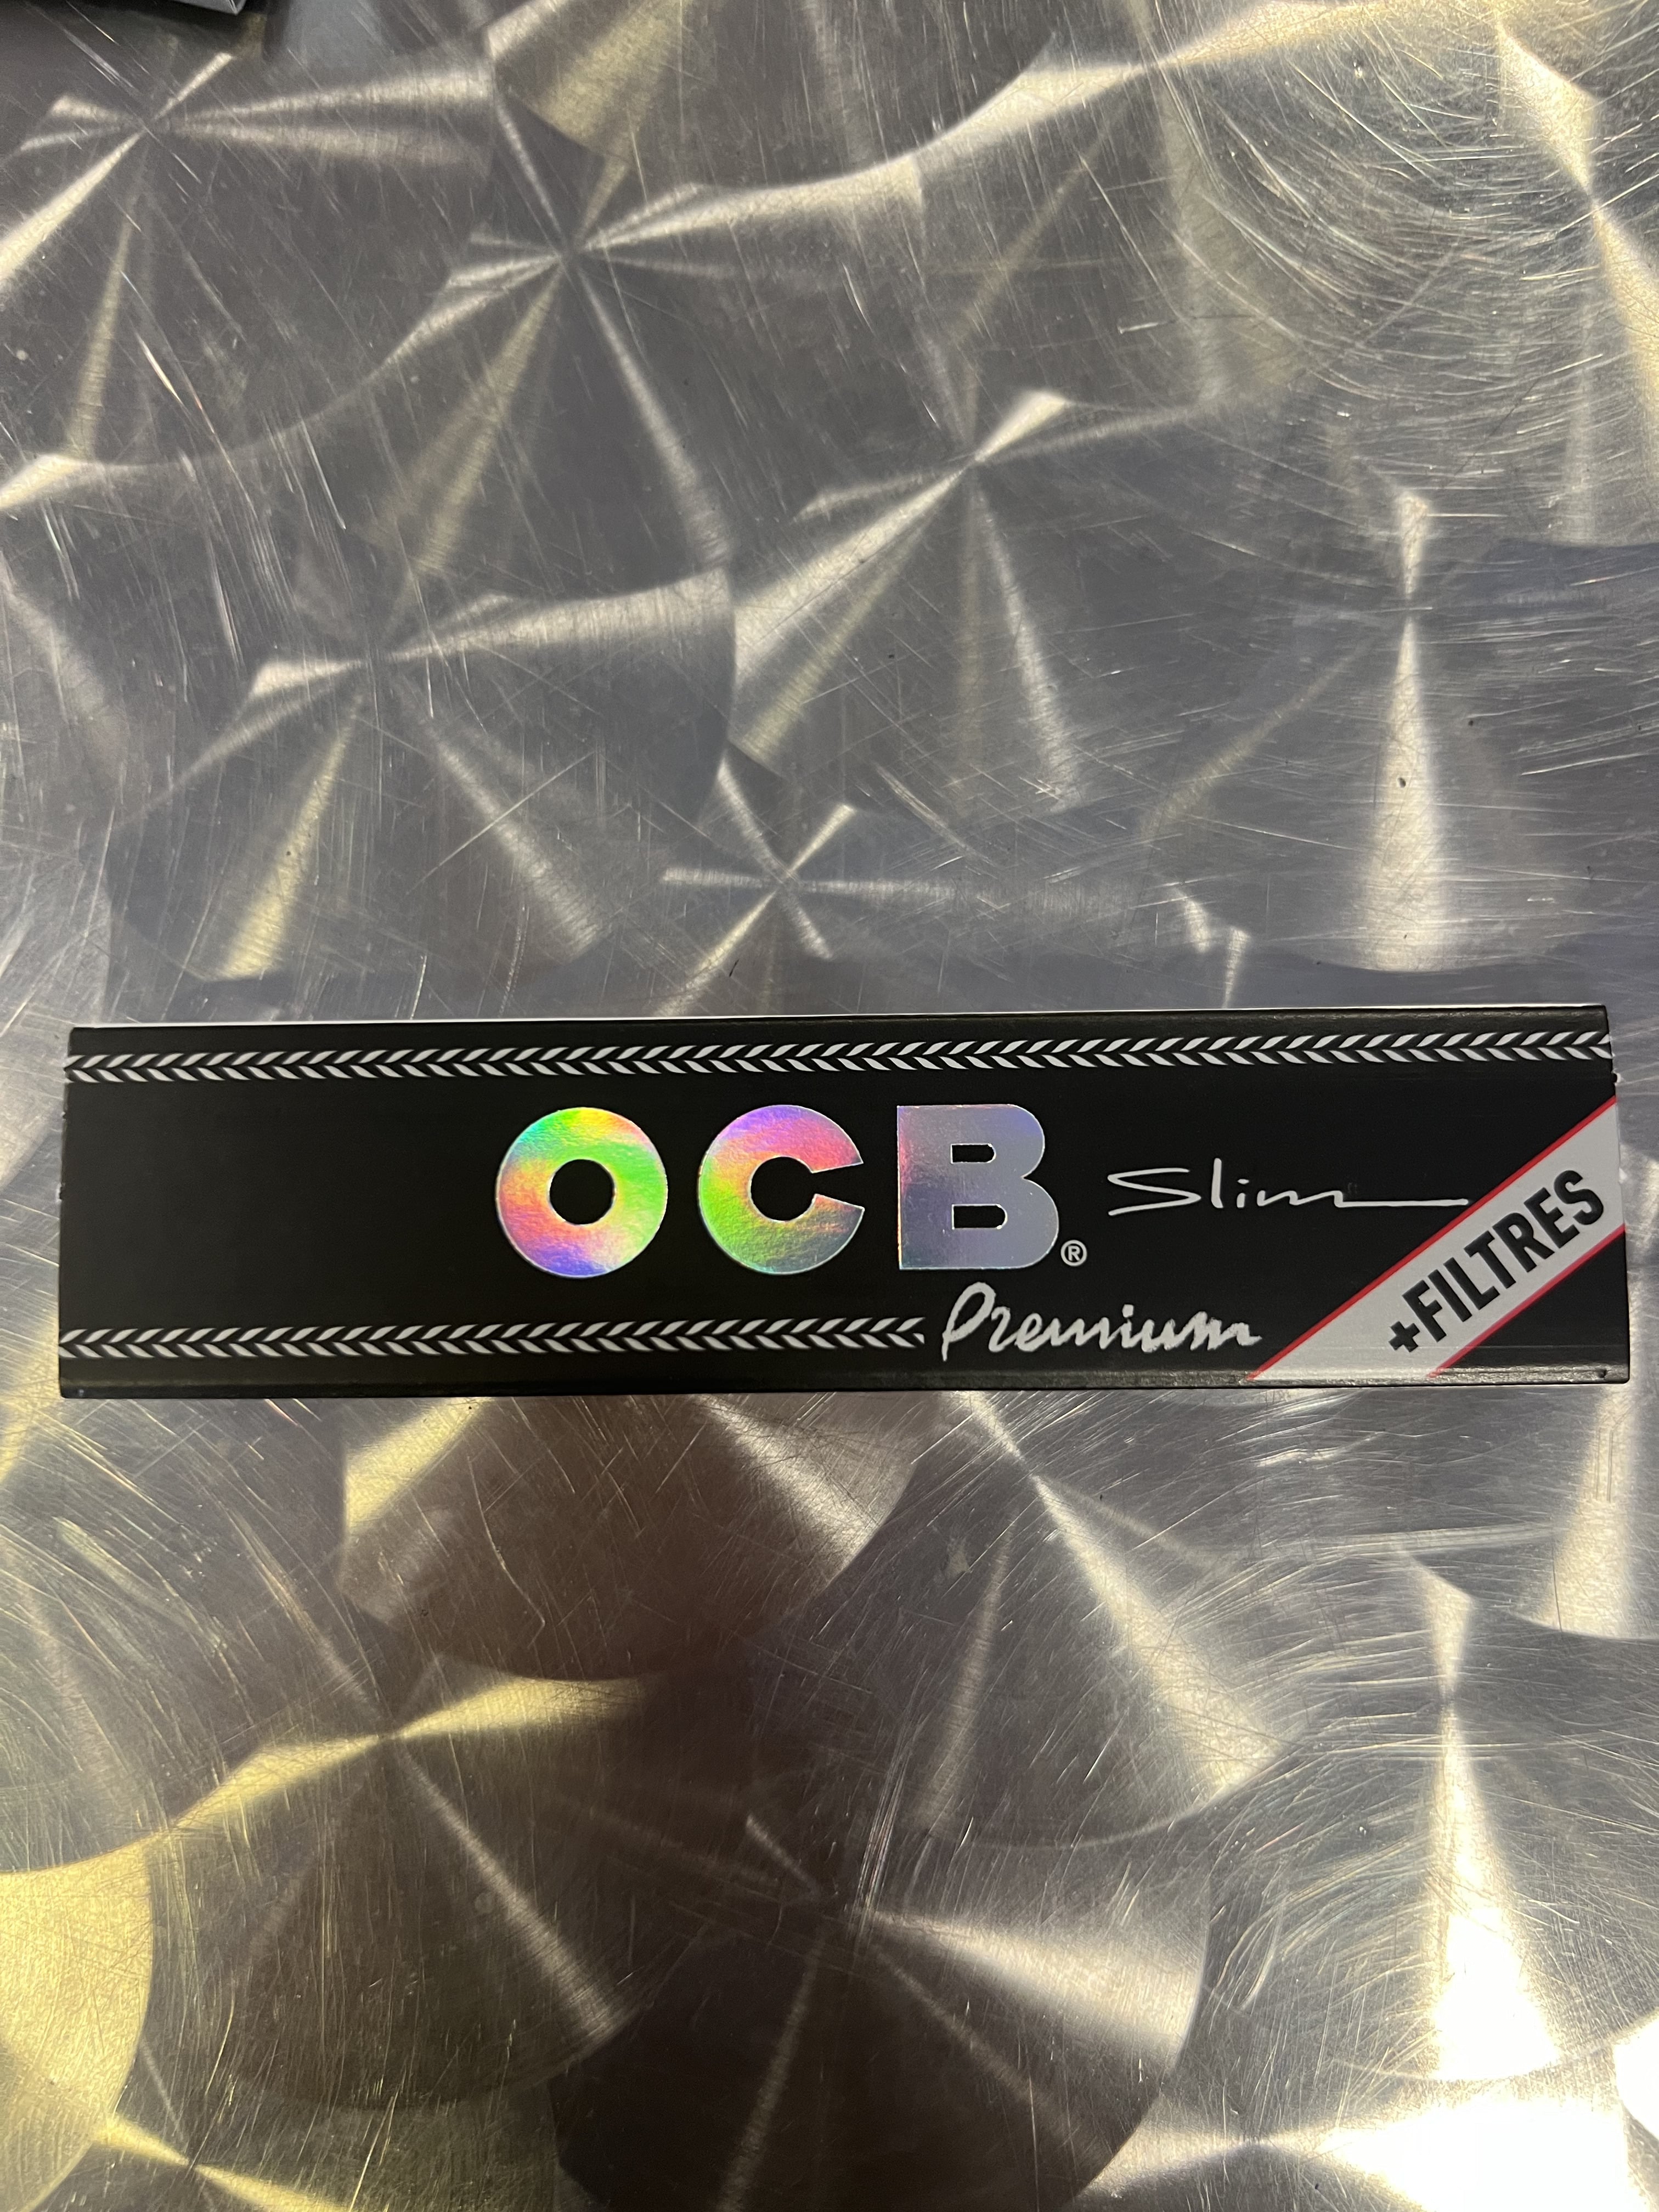 OCB® Slim
Premium
+FILTRES